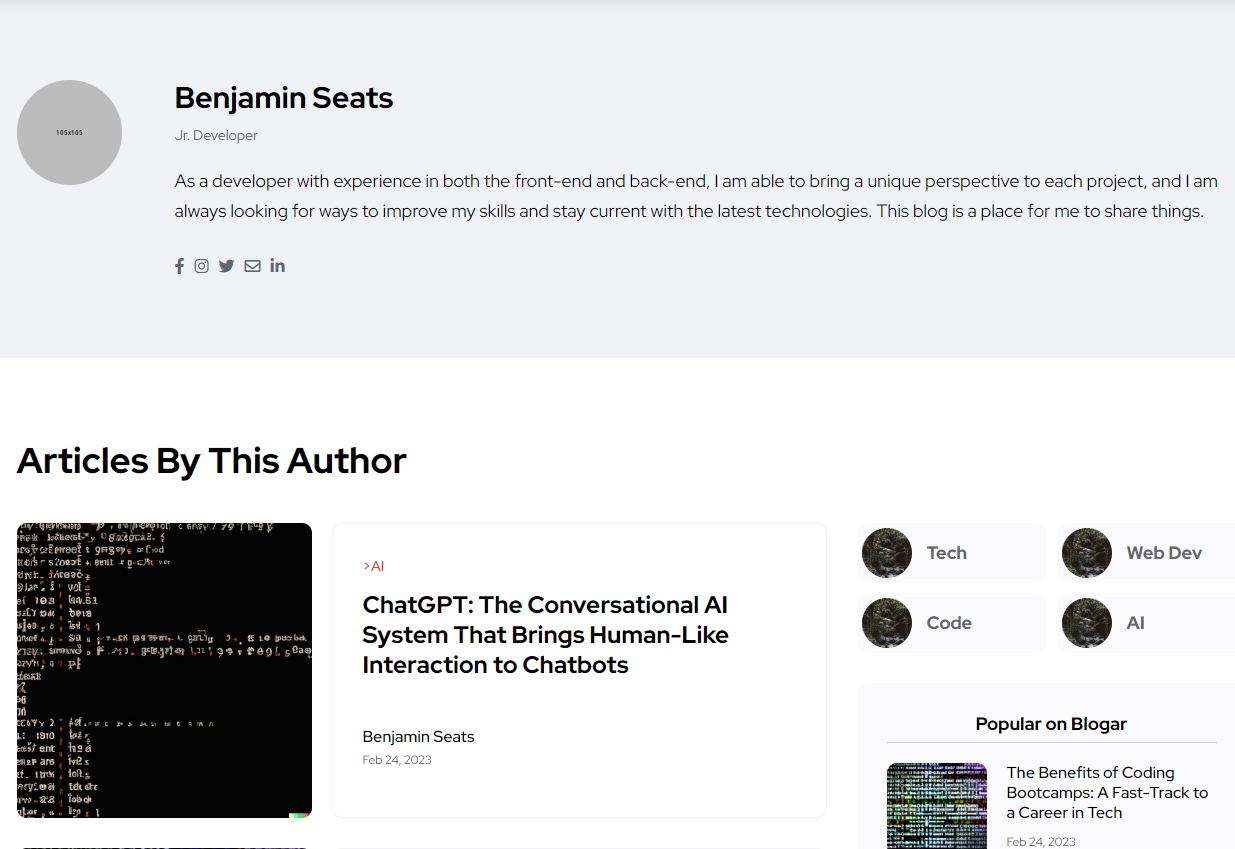 105x105
Benjamin Seats
Jr. Developer
As a developer with experience in both the front-end and back-end, I am able to bring a unique perspective to each project, and I am
always looking for ways to improve my skills and stay current with the latest technologies. This blog is a place for me to share things.
Articles By This Author
>AI
ChatGPT: The Conversational AI
System That Brings Human-Like
Interaction to Chatbots
Benjamin Seats
Feb 24, 2023
Tech
Web Dev
Code
AI
Popular on Blogar
The Benefits of Coding
Bootcamps: A Fast-Track to
a Career in Tech
Feb 24, 2023